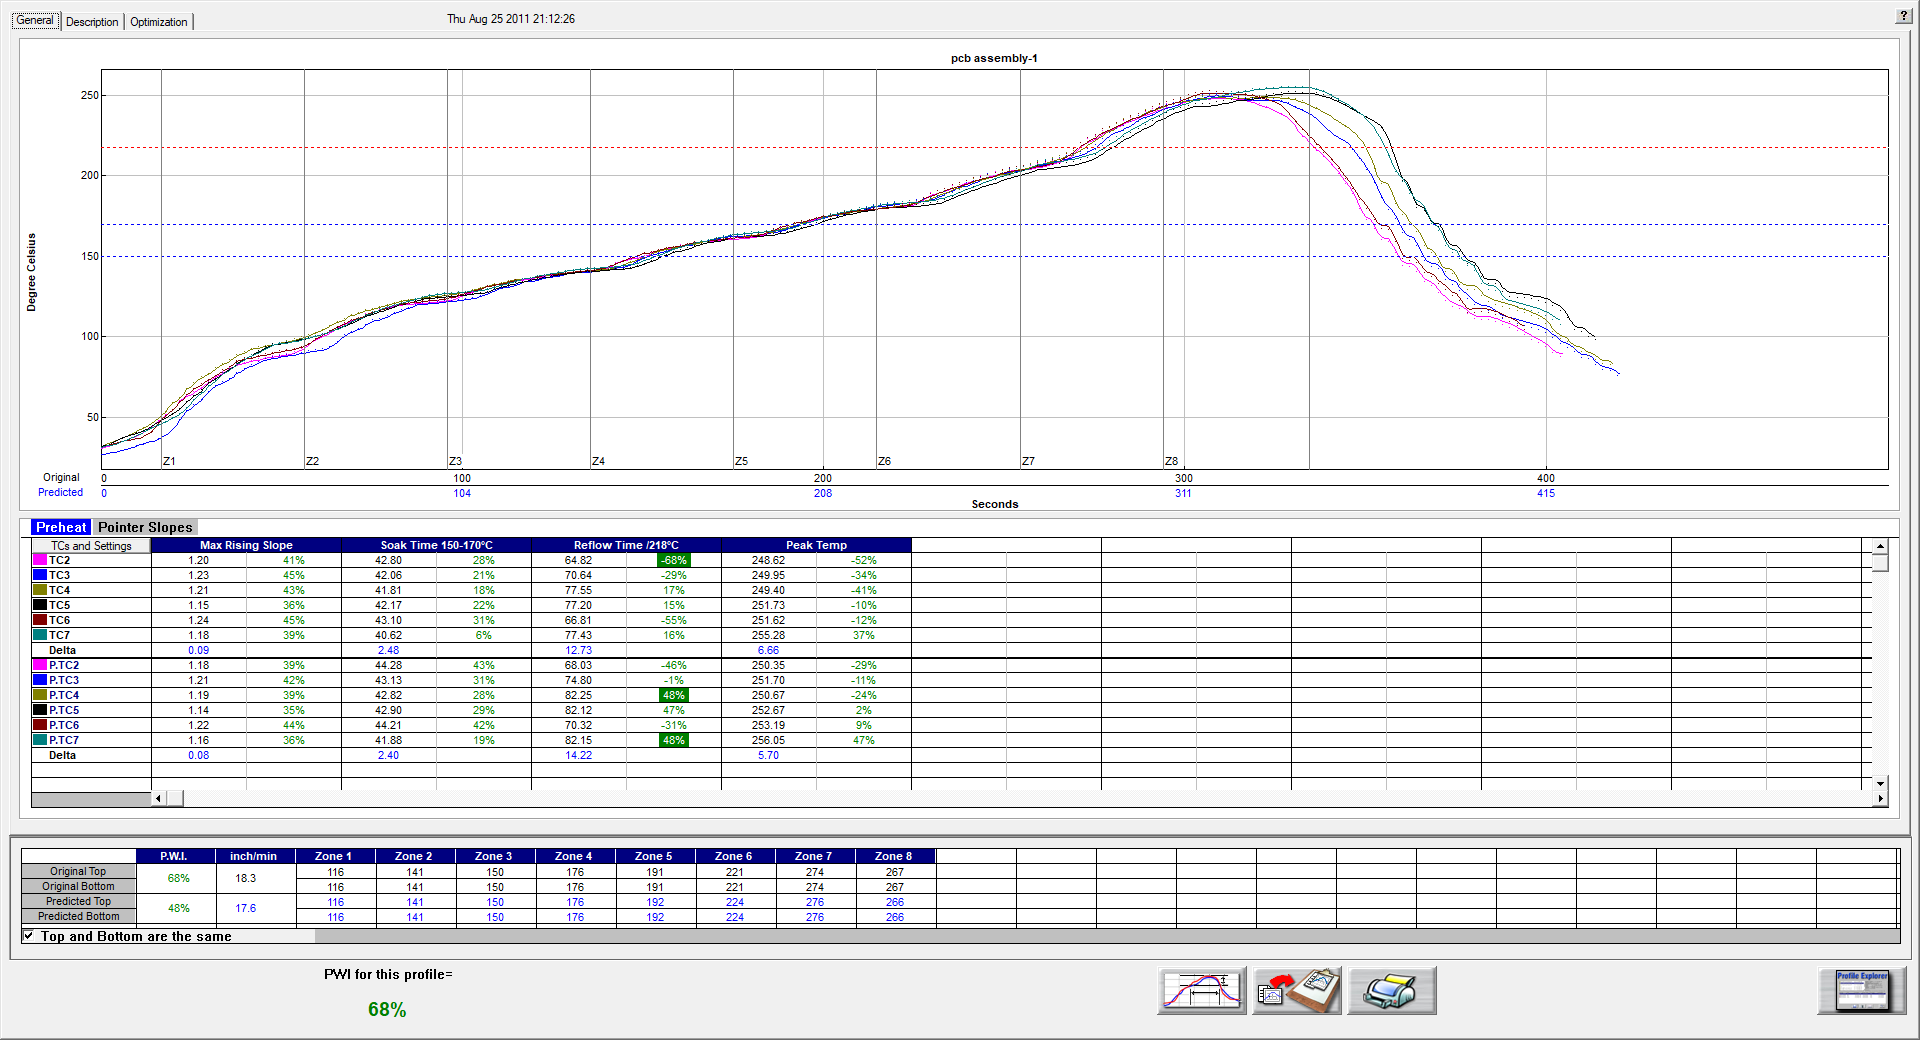 General Description Optimization Thu Aug 25 2011 21:12:26 ?
pcb assembly-1
250
200
150
100
50
Degree Celsius
Z1 Z2 Z3 Z4 Z5 Z6 Z7 Z8
Original 0 100 200 300 400
Predicted 0 104 208 311 415
Seconds
Preheat Pointer Slopes
TCs and Settings Max Rising Slope Soak Time 150-170°C Reflow Time /218°C Peak Temp
TC2 1.20 41% 42.80 28% 64.82 -68% 248.62 -52%
TC3 1.23 45% 42.06 21% 70.64 -29% 249.95 -34%
TC4 1.21 43% 41.81 18% 77.55 17% 249.40 -41%
TC5 1.15 36% 42.17 22% 77.20 15% 251.73 -10%
TC6 1.24 45% 43.10 31% 66.81 -55% 251.62 -12%
TC7 1.18 39% 40.62 6% 77.43 16% 255.28 37%
Delta 0.09 2.48 12.73 6.66
P.TC2 1.18 39% 44.28 43% 68.03 -46% 250.35 -29%
P.TC3 1.21 42% 43.13 31% 74.80 -1% 251.70 -11%
P.TC4 1.19 39% 42.82 28% 82.25 48% 250.67 -24%
P.TC5 1.14 35% 42.90 29% 82.12 47% 252.67 2%
P.TC6 1.22 44% 44.21 42% 70.32 -31% 253.19 9%
P.TC7 1.16 36% 41.88 19% 82.15 48% 256.05 47%
Delta 0.08 2.40 14.22 5.70
P.W.I. inch/min Zone 1 Zone 2 Zone 3 Zone 4 Zone 5 Zone 6 Zone 7 Zone 8
Original Top 68% 18.3 116 141 150 176 191 221 274 267
Original Bottom 116 141 150 176 191 221 274 267
Predicted Top 48% 17.6 116 141 150 176 192 224 276 266
Predicted Bottom 116 141 150 176 192 224 276 266
Top and Bottom are the same
PWI for this profile=
68%
Profile Explorer